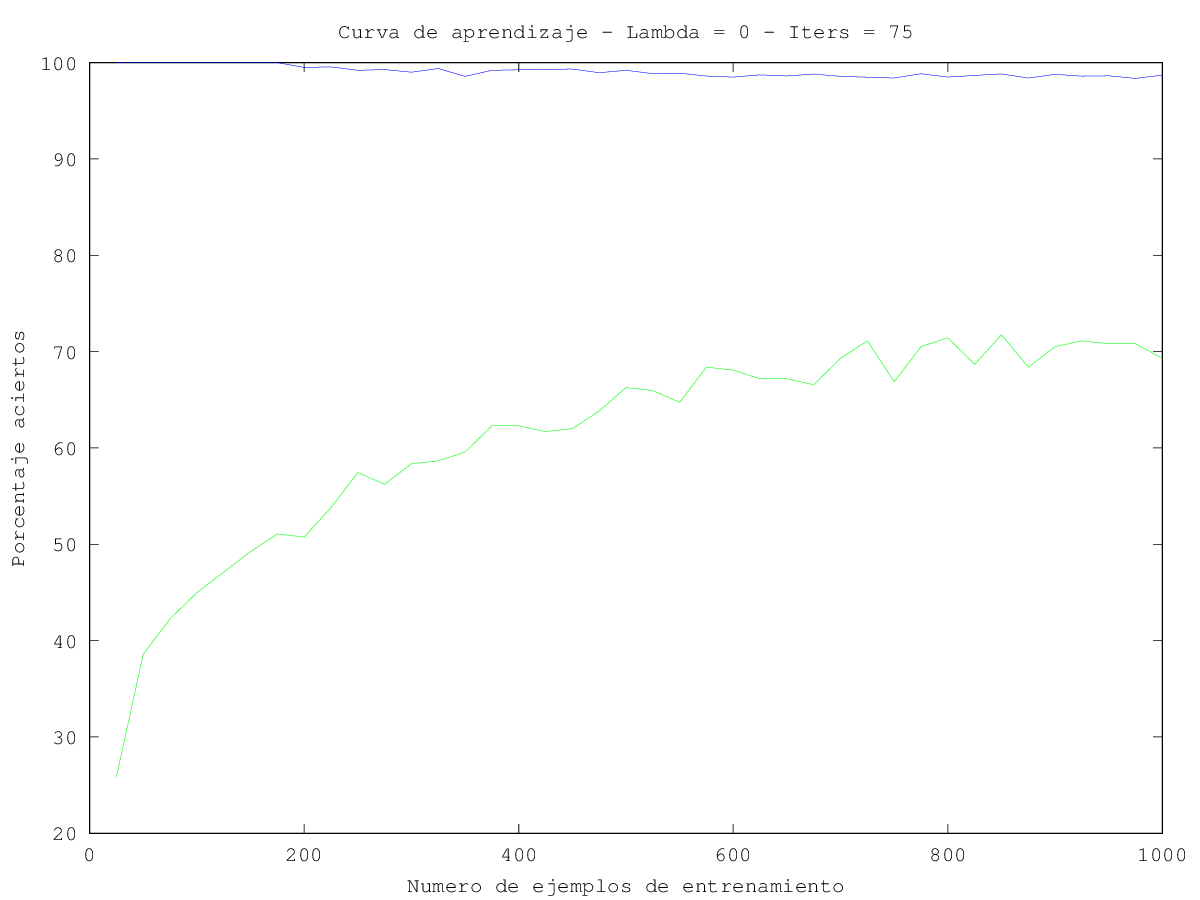 Curva de aprendizaje - Lambda = 0 - Iters = 75
100
90
80
70
60
50
40
30
20
0 200 400 600 800 1000
Porcentaje aciertos
Numero de ejemplos de entrenamiento